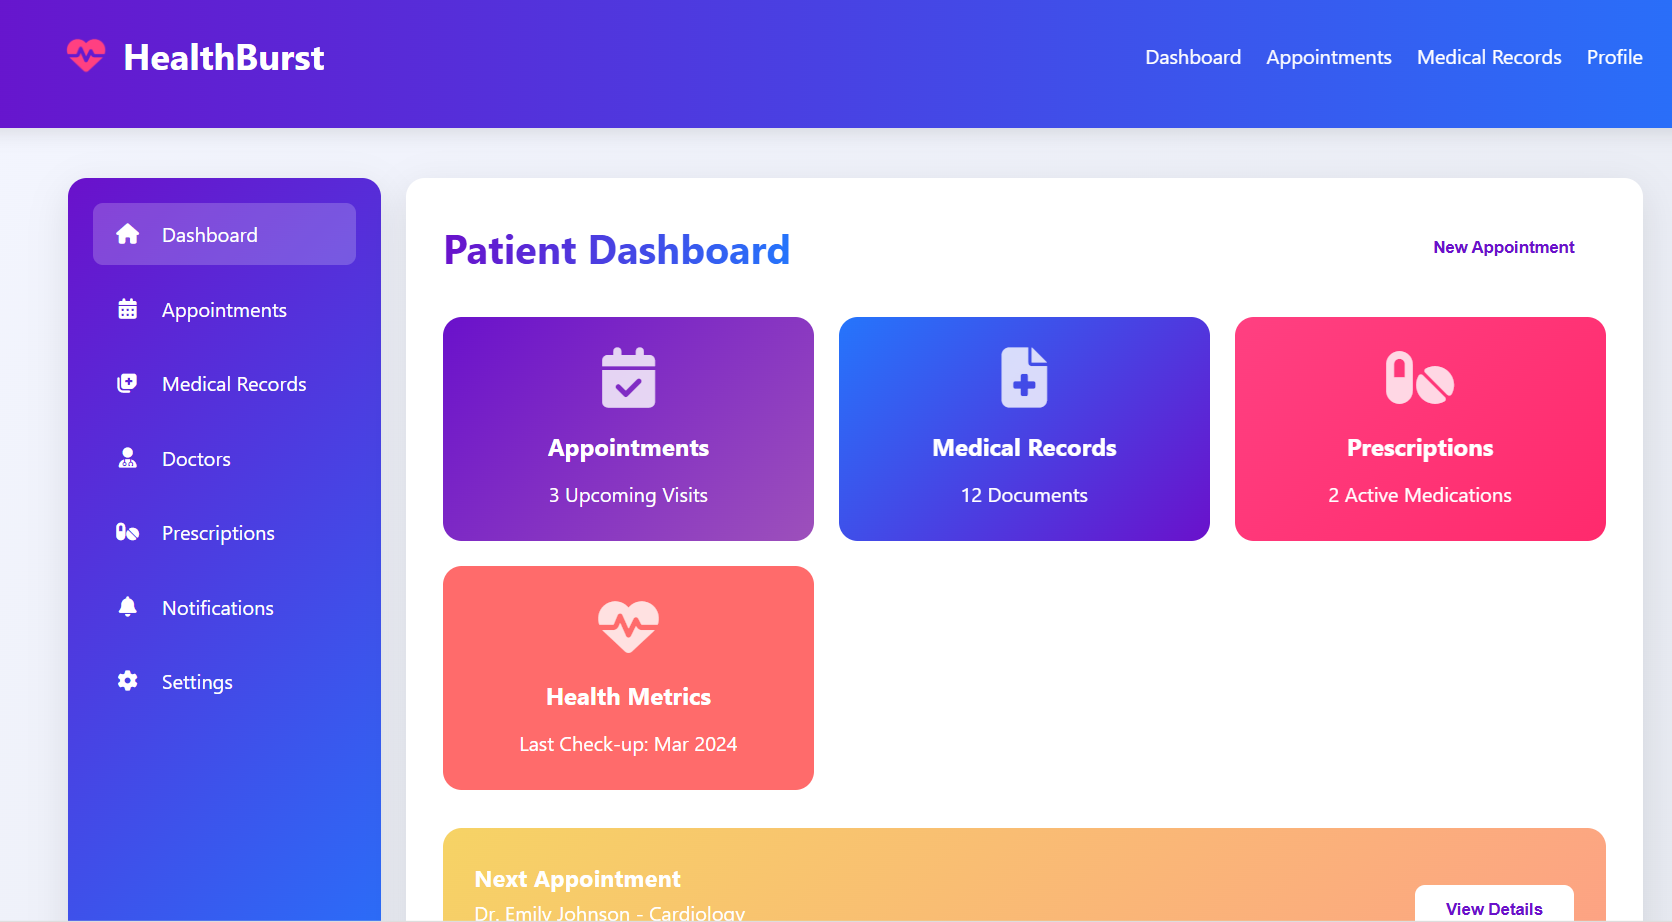 HealthBurst
Dashboard
Appointments
Medical Records
Profile
Dashboard
Appointments
Medical Records
Doctors
Prescriptions
Notifications
Settings
Patient Dashboard
New Appointment
Appointments
3 Upcoming Visits
Medical Records
12 Documents
Prescriptions
2 Active Medications
Health Metrics
Last Check-up: Mar 2024
Next Appointment
Dr. Emily Johnson - Cardiology
View Details